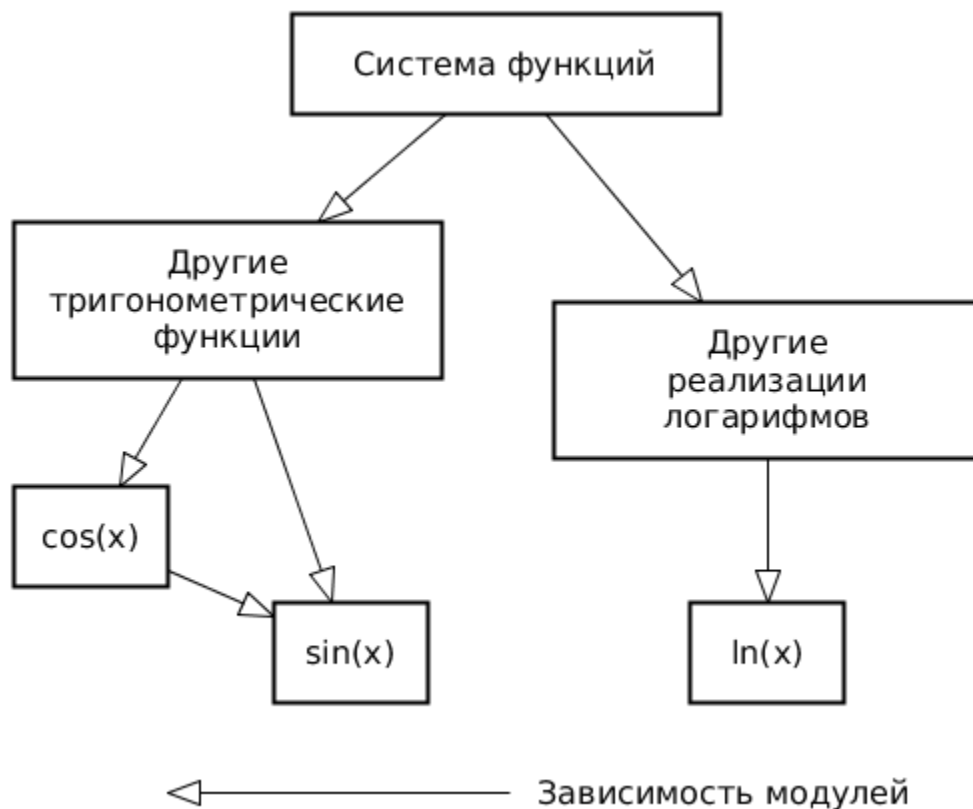 Система функций
Другие
тригонометрические
функции
Другие
реализации
логарифмов
cos(x)
sin(x)
ln(x)
Зависимость модулей